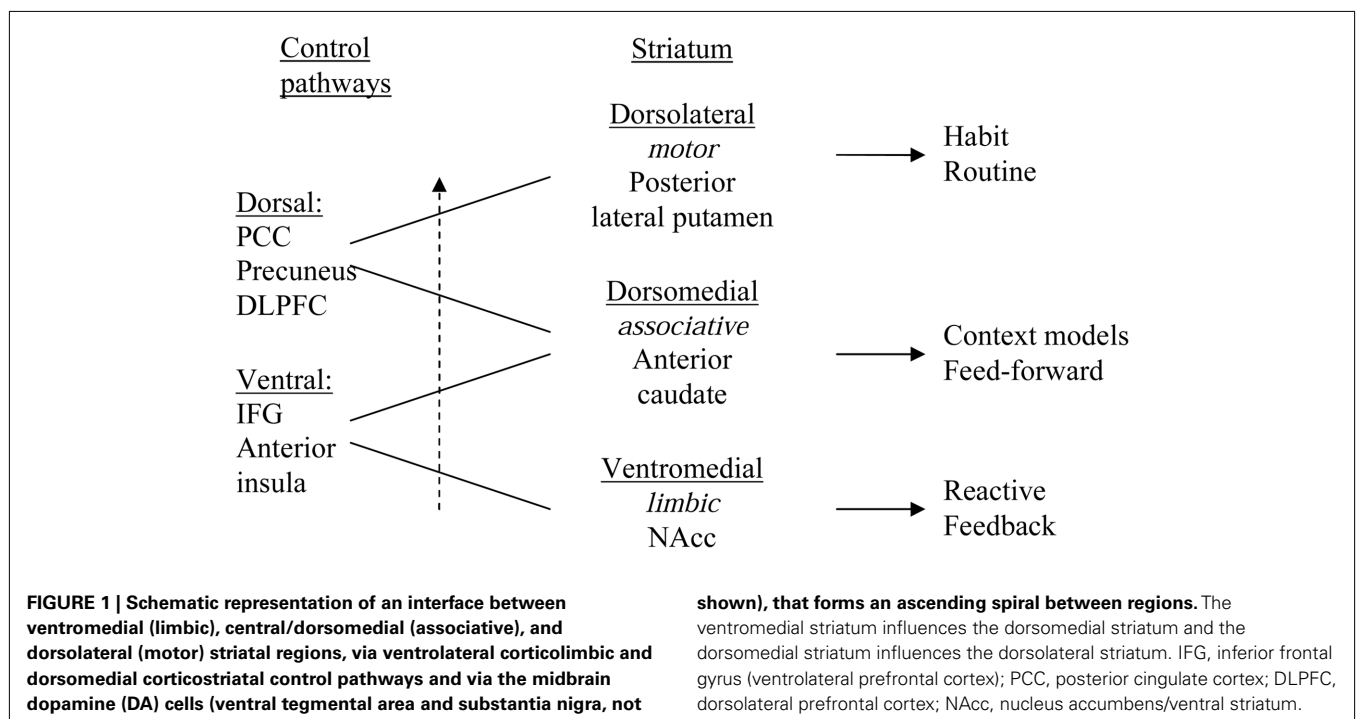 Control
pathways
Striatum
Dorsolateral
motor
Posterior
lateral putamen
Habit
Routine
Dorsal:
PCC
Precuneus
DLPFC
Dorsomedial
associative
Anterior
caudate
Context models
Feed-forward
Ventral:
IFG
Anterior
insula
Ventromedial
limbic
NAcc
Reactive
Feedback
FIGURE 1 | Schematic representation of an interface between
ventromedial (limbic), central/dorsomedial (associative), and
dorsolateral (motor) striatal regions, via ventrolateral corticolimbic and
dorsomedial corticostriatal control pathways and via the midbrain
dopamine (DA) cells (ventral tegmental area and substantia nigra, not
shown), that forms an ascending spiral between regions. The
ventromedial striatum influences the dorsomedial striatum and the
dorsomedial striatum influences the dorsolateral striatum. IFG, inferior frontal
gyrus (ventrolateral prefrontal cortex); PCC, posterior cingulate cortex; DLPFC,
dorsolateral prefrontal cortex; NAcc, nucleus accumbens/ventral striatum.